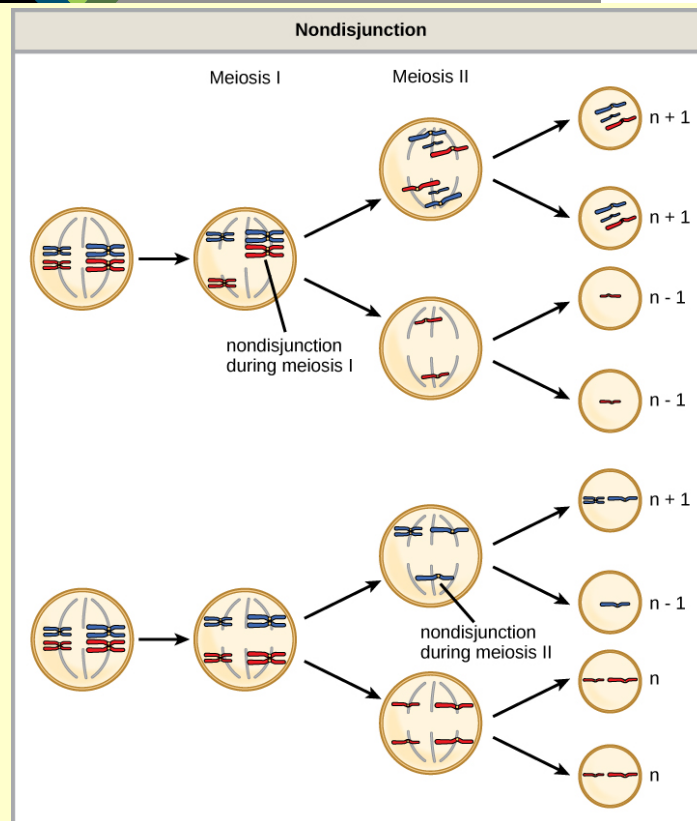 Nondisjunction
Meiosis I
Meiosis II
n + 1
n + 1
nondisjunction
during meiosis I
n - 1
n - 1
n + 1
nondisjunction
during meiosis II
n - 1
n
n